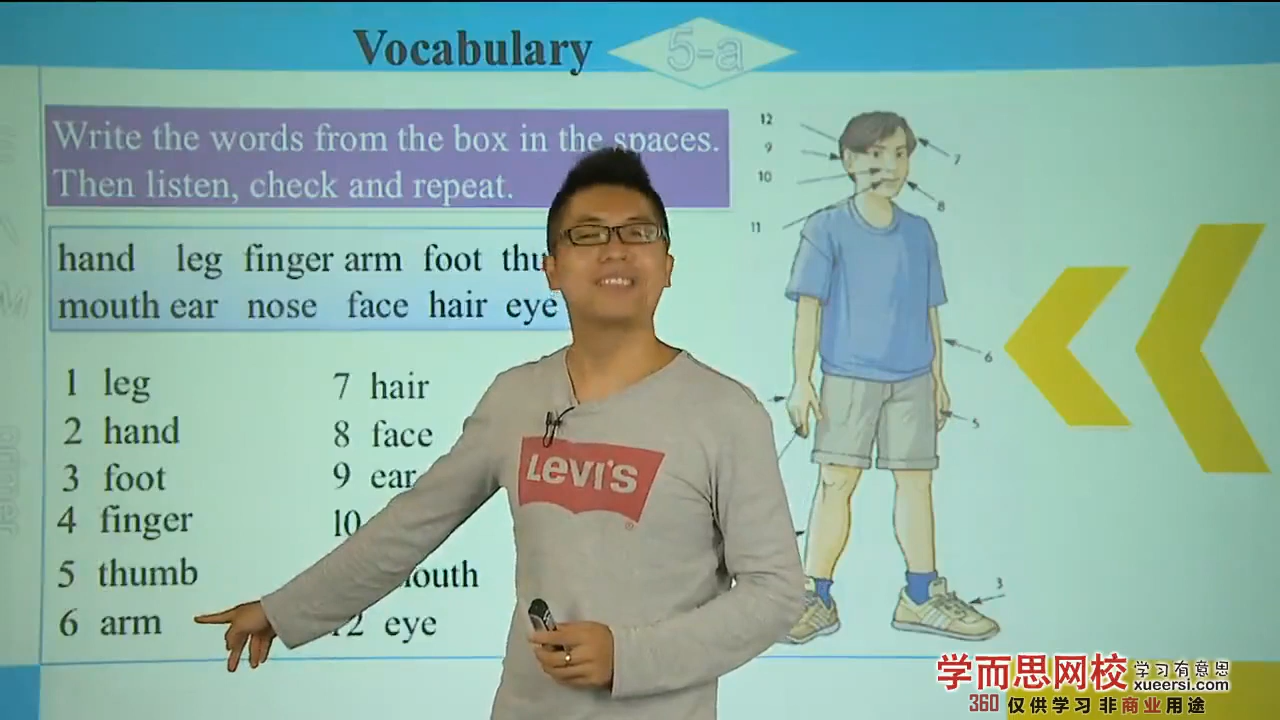 Vocabulary
5-a
Write the words from the box in the spaces.
Then listen, check and repeat.
hand leg finger arm foot thu
mouth ear nose face hair eye
1 leg
2 hand
3 foot
4 finger
5 thumb
6 arm
7 hair
8 face
9 ear
10
outh
12 eye
12
9
10
11
7
8
6
5
3
LEVI'S
学而思网校
学习有意思
xueersi.com
360 仅供学习 非商业用途